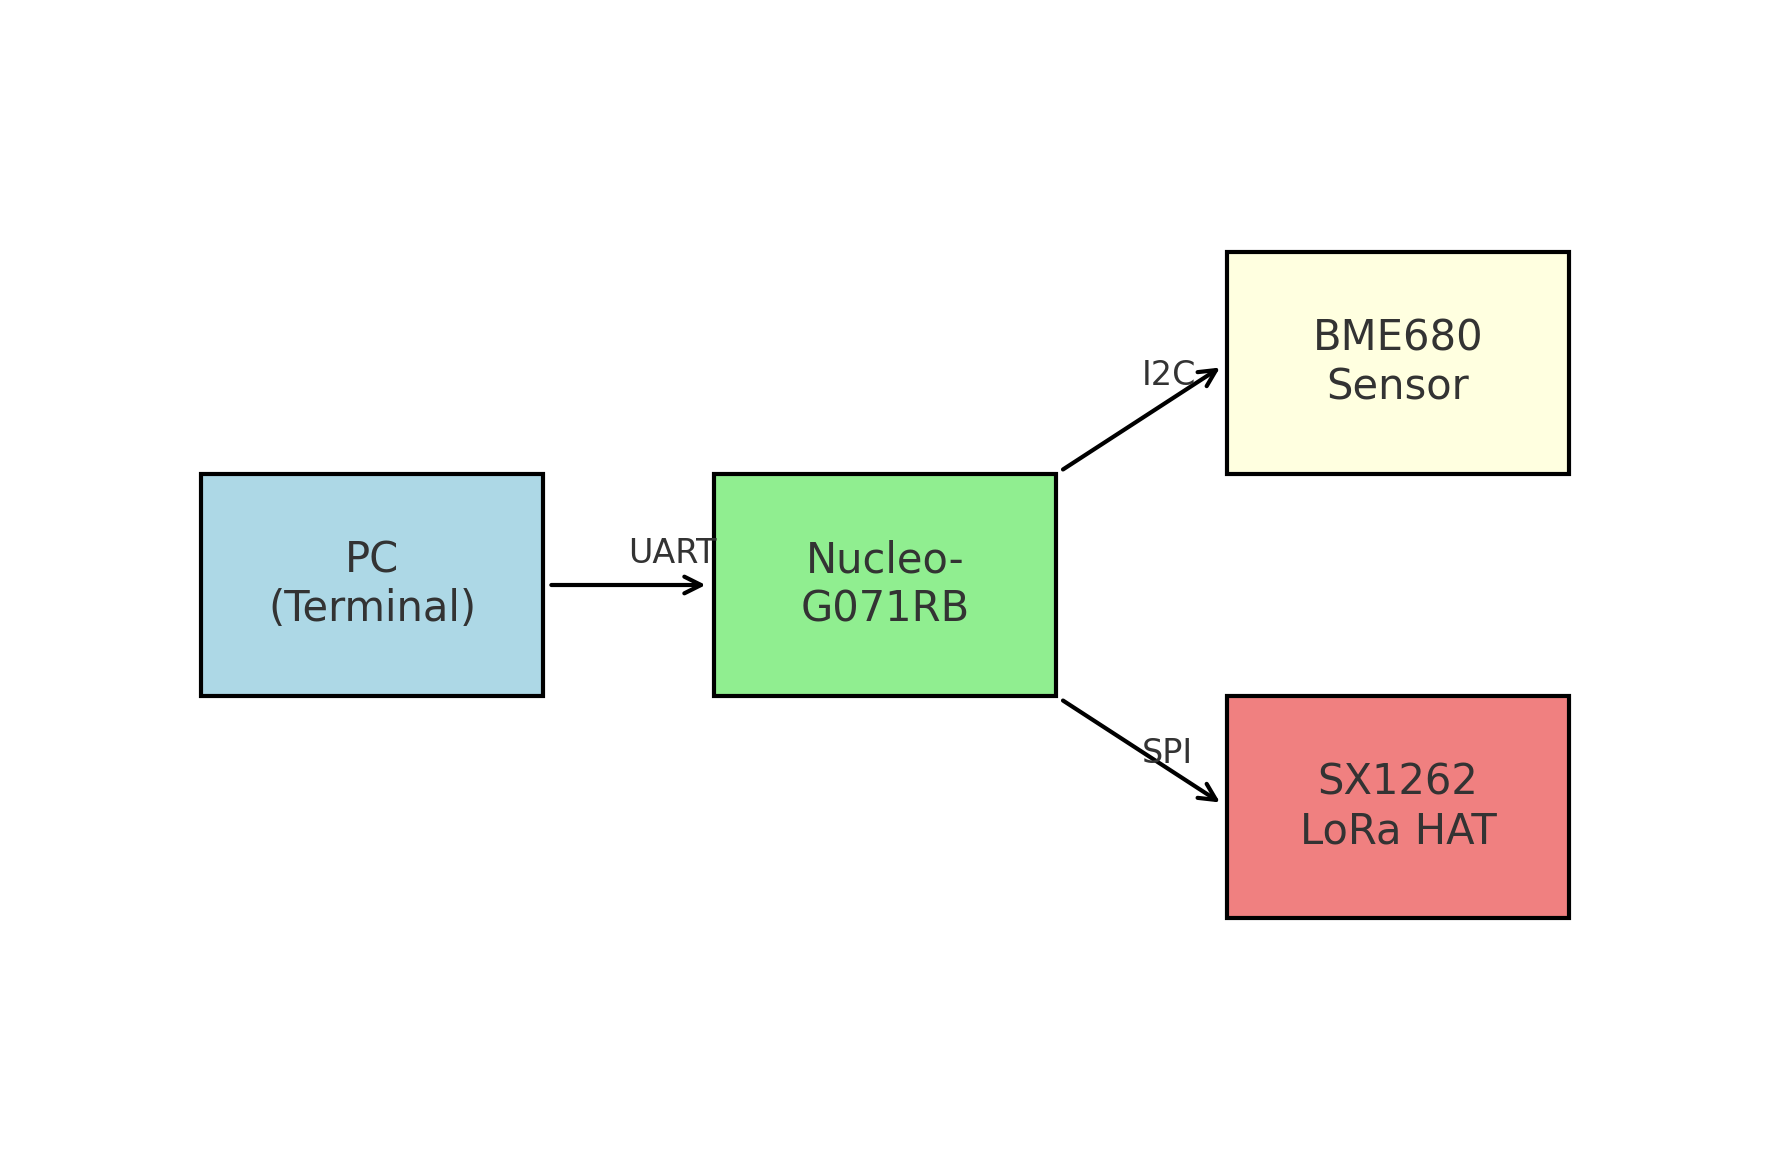 PC
(Terminal)
UART
Nucleo-
G071RB
I2C
BME680
Sensor
SPI
SX1262
LoRa HAT